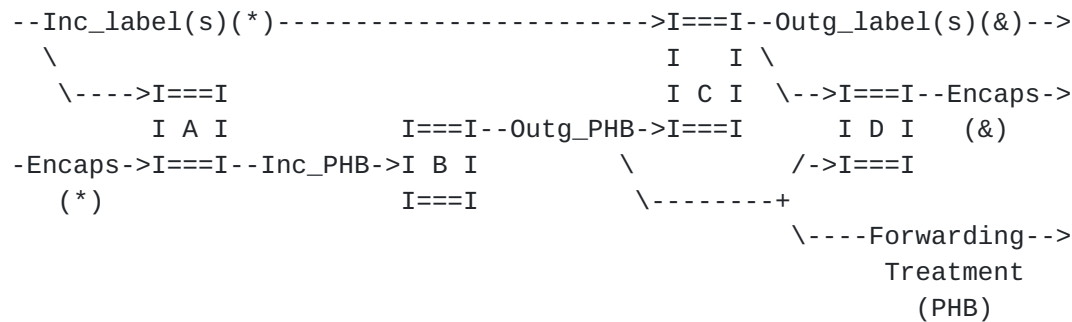 --Inc_label(s)(*)------------------------>I===I--Outg_label(s)(&)-->
  \                                       I   I \
   \---->I===I                            I C I  \-->I===I--Encaps->
         I A I           I===I--Outg_PHB->I===I      I D I   (&)
-Encaps->I===I--Inc_PHB->I B I         \          /->I===I
   (*)                   I===I          \--------+
                                                  \----Forwarding-->
                                                        Treatment
                                                          (PHB)